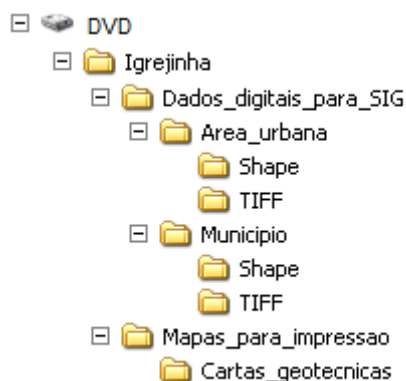 DVD
Igrejinha
Dados_digitais_para_SIG
Area_urbana
Shape
TIFF
Municipio
Shape
TIFF
Mapas_para_impressao
Cartas_geotecnicas